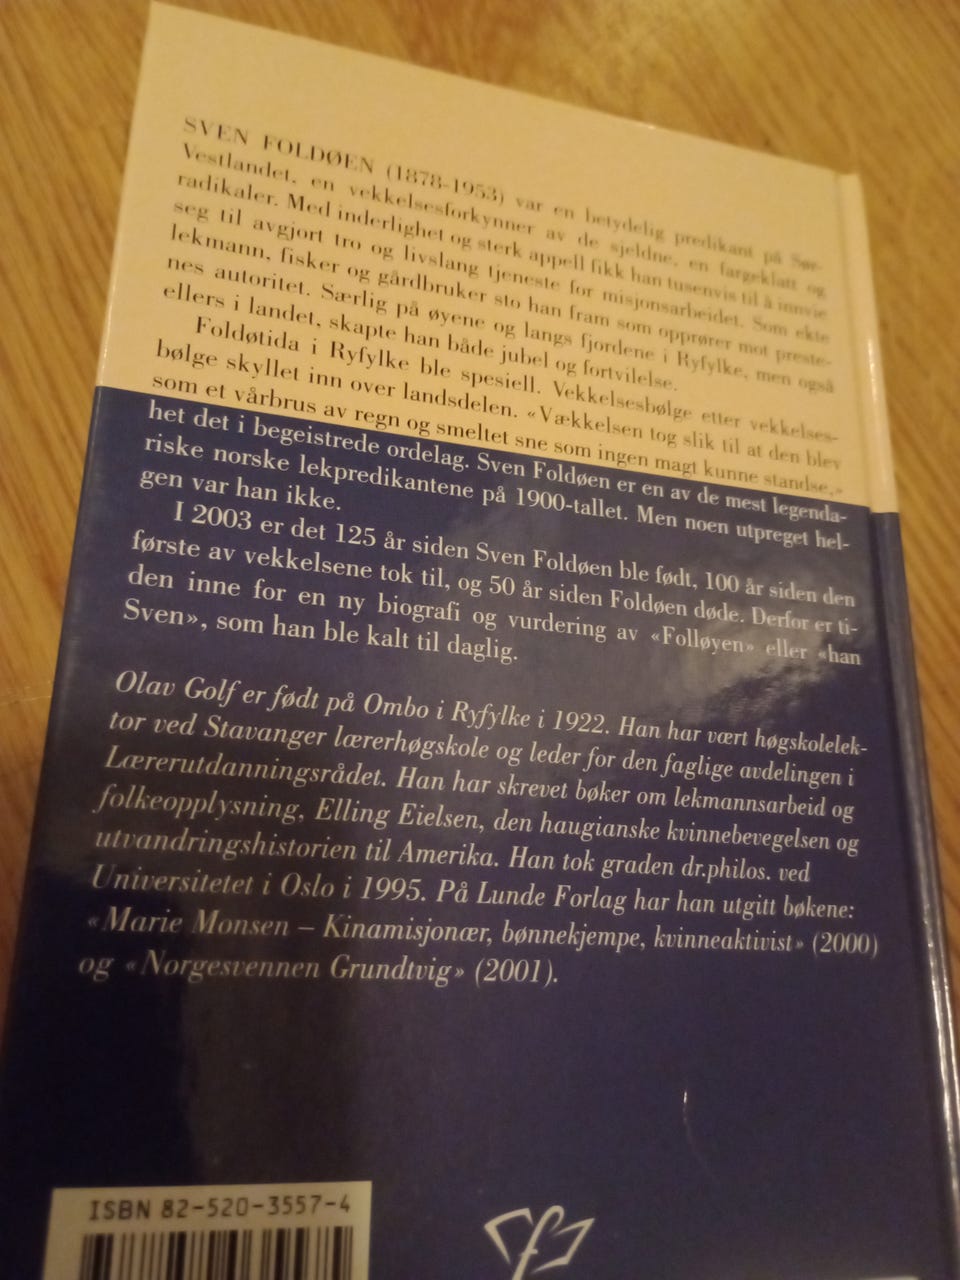 SVEN FOLDØEN (1878-1953) var en betydelig predikant på Sør-
Vestlandet, en vekkelsesforkynner av de sjeldne, en fargeklatt og
radikaler. Med inderlighet og sterk appell fikk han tusenvis til å innvie
seg til avgjort tro og livslang tjeneste for misjonsarbeidet. Som ekte
lekmann, fisker og gårdbruker sto han fram som opprører mot preste-
nes autoritet. Særlig på øyene og langs fjordene i Ryfylke, men også
ellers i landet, skapte han både jubel og fortvilelse.
Foldøtida i Ryfylke ble spesiell. Vekkelsesbølge etter vekkelses-
bølge skyllet inn over landsdelen. «Vækkelsen tog slik til at den blev
som et vårbrus av regn og smeltet sne som ingen magt kunne standse,»
het det i begeistrede ordelag. Sven Foldøen er en av de mest legenda-
riske norske lekpredikantene på 1900-tallet. Men noen utpreget hel-
gen var han ikke.
I 2003 er det 125 år siden Sven Foldøen ble født, 100 år siden den
første av vekkelsene tok til, og 50 år siden Foldøen døde. Derfor er ti-
den inne for en ny biografi og vurdering av «Folløyen» eller «han
Sven», som han ble kalt til daglig.
Olav Golf er født på Ombo i Ryfylke i 1922. Han har vært høgskolelek-
tor ved Stavanger lærerhøgskole og leder for den faglige avdelingen i
Lærerutdanningsrådet. Han har skrevet bøker om lekmannsarbeid og
folkeopplysning, Elling Eielsen, den haugianske kvinnebevegelsen og
utvandringshistorien til Amerika. Han tok graden dr.philos. ved
Universitetet i Oslo i 1995. På Lunde Forlag har han utgitt bøkene:
«Marie Monsen – Kinamisjonær, bønnekjempe, kvinneaktivist» (2000)
og «Norgesvennen Grundtvig» (2001).
ISBN 82-520-3557-4